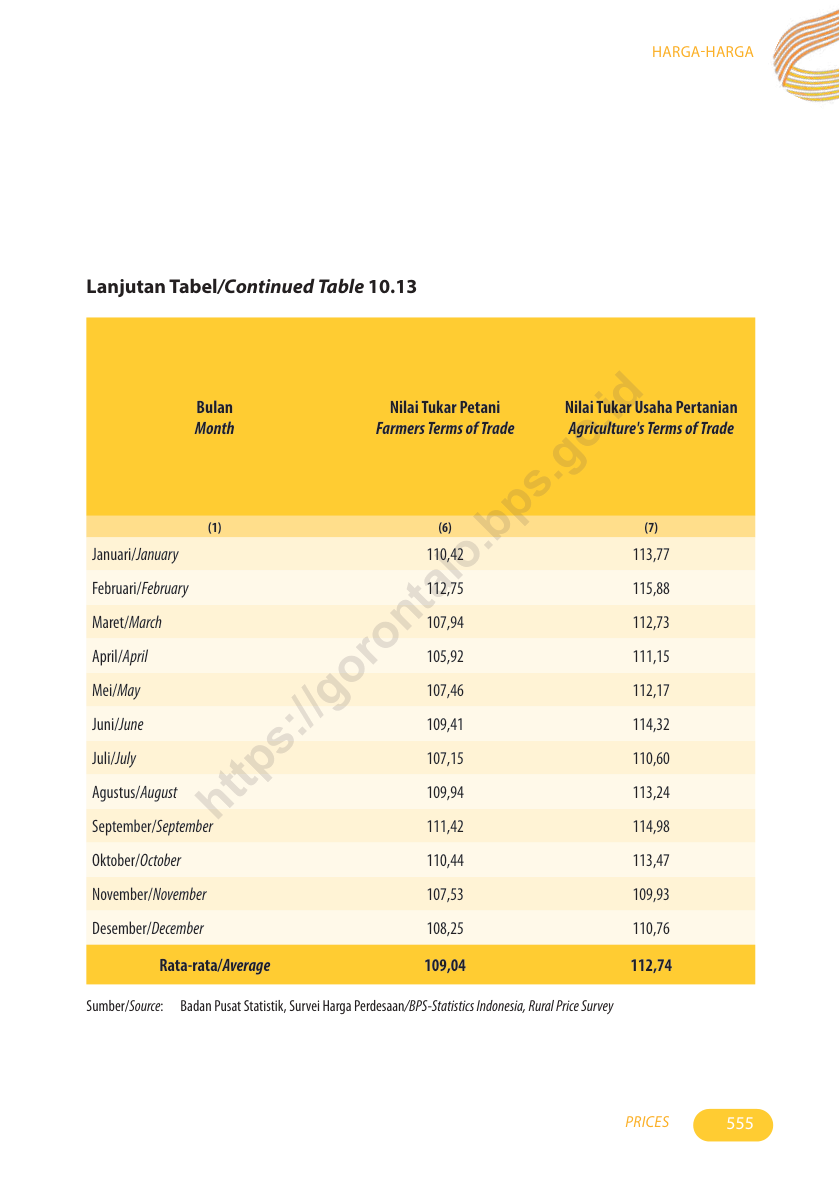 HARGA-HARGA
Lanjutan Tabel/Continued Table 10.13
Bulan
Month
Nilai Tukar Petani
Farmers Terms of Trade
Nilai Tukar Usaha Pertanian
Agriculture's Terms of Trade
(1) (6) (7)
Januari/January 110,42 113,77
Februari/February 112,75 115,88
Maret/March 107,94 112,73
April/April 105,92 111,15
Mei/May 107,46 112,17
Juni/June 109,41 114,32
Juli/July 107,15 110,60
Agustus/August 109,94 113,24
September/September 111,42 114,98
Oktober/October 110,44 113,47
November/November 107,53 109,93
Desember/December 108,25 110,76
Rata-rata/Average 109,04 112,74
Sumber/Source: Badan Pusat Statistik, Survei Harga Perdesaan/BPS-Statistics Indonesia, Rural Price Survey
https://gorontalo.bps.go.id
PRICES 555